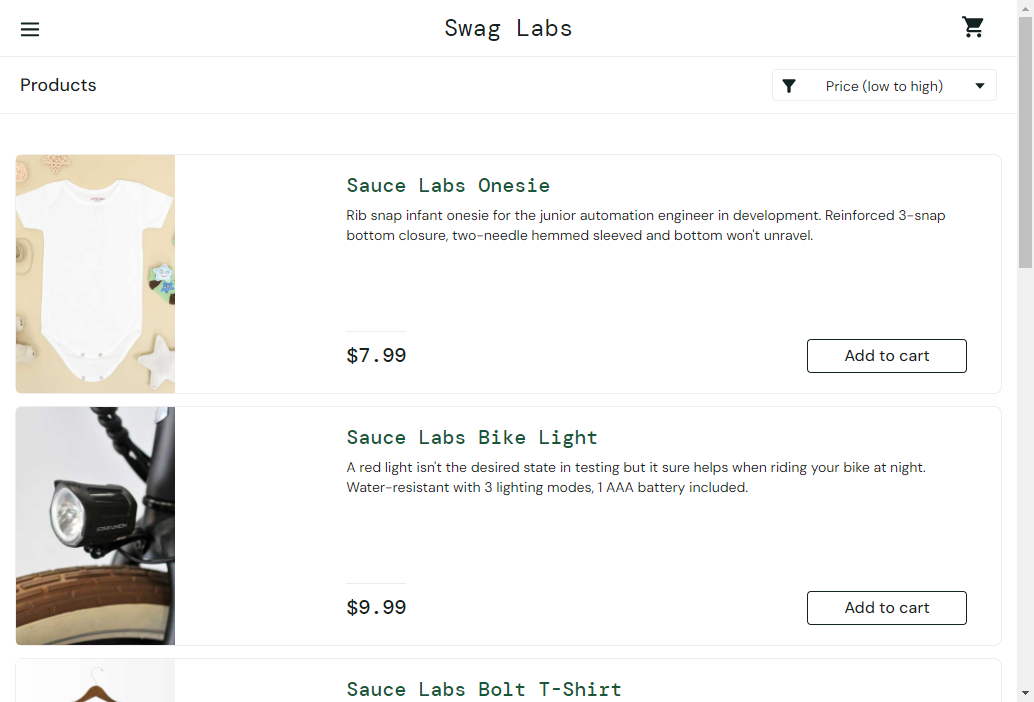 Swag Labs
Products
Price (low to high)
Sauce Labs Onesie
Rib snap infant onesie for the junior automation engineer in development. Reinforced 3-snap
bottom closure, two-needle hemmed sleeved and bottom won't unravel.
$7.99
Add to cart
Sauce Labs Bike Light
A red light isn't the desired state in testing but it sure helps when riding your bike at night.
Water-resistant with 3 lighting modes, 1 AAA battery included.
$9.99
Add to cart
Sauce Labs Bolt T-Shirt